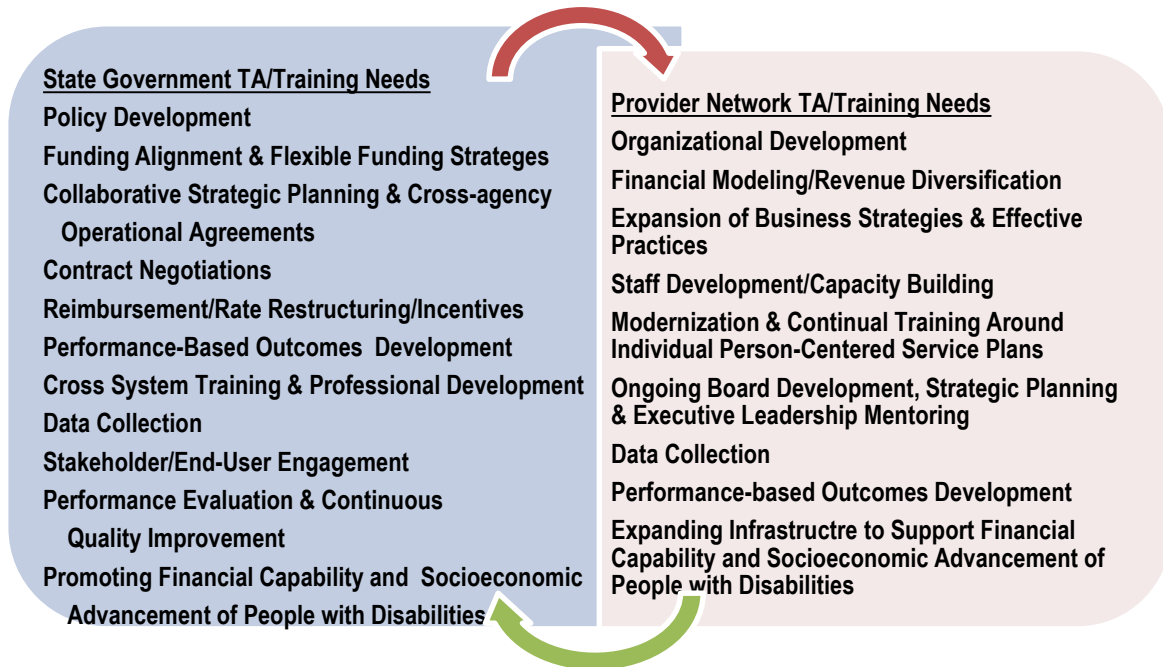 State Government TA/Training Needs
Policy Development
Funding Alignment & Flexible Funding Strateges
Collaborative Strategic Planning & Cross-agency
Operational Agreements
Contract Negotiations
Reimbursement/Rate Restructuring/Incentives
Performance-Based Outcomes Development
Cross System Training & Professional Development
Data Collection
Stakeholder/End-User Engagement
Performance Evaluation & Continuous
Quality Improvement
Promoting Financial Capability and Socioeconomic
Advancement of People with Disabilities
Provider Network TA/Training Needs
Organizational Development
Financial Modeling/Revenue Diversification
Expansion of Business Strategies & Effective
Practices
Staff Development/Capacity Building
Modernization & Continual Training Around
Individual Person-Centered Service Plans
Ongoing Board Development, Strategic Planning
& Executive Leadership Mentoring
Data Collection
Performance-based Outcomes Development
Expanding Infrastructre to Support Financial
Capability and Socioeconomic Advancement of
People with Disabilities